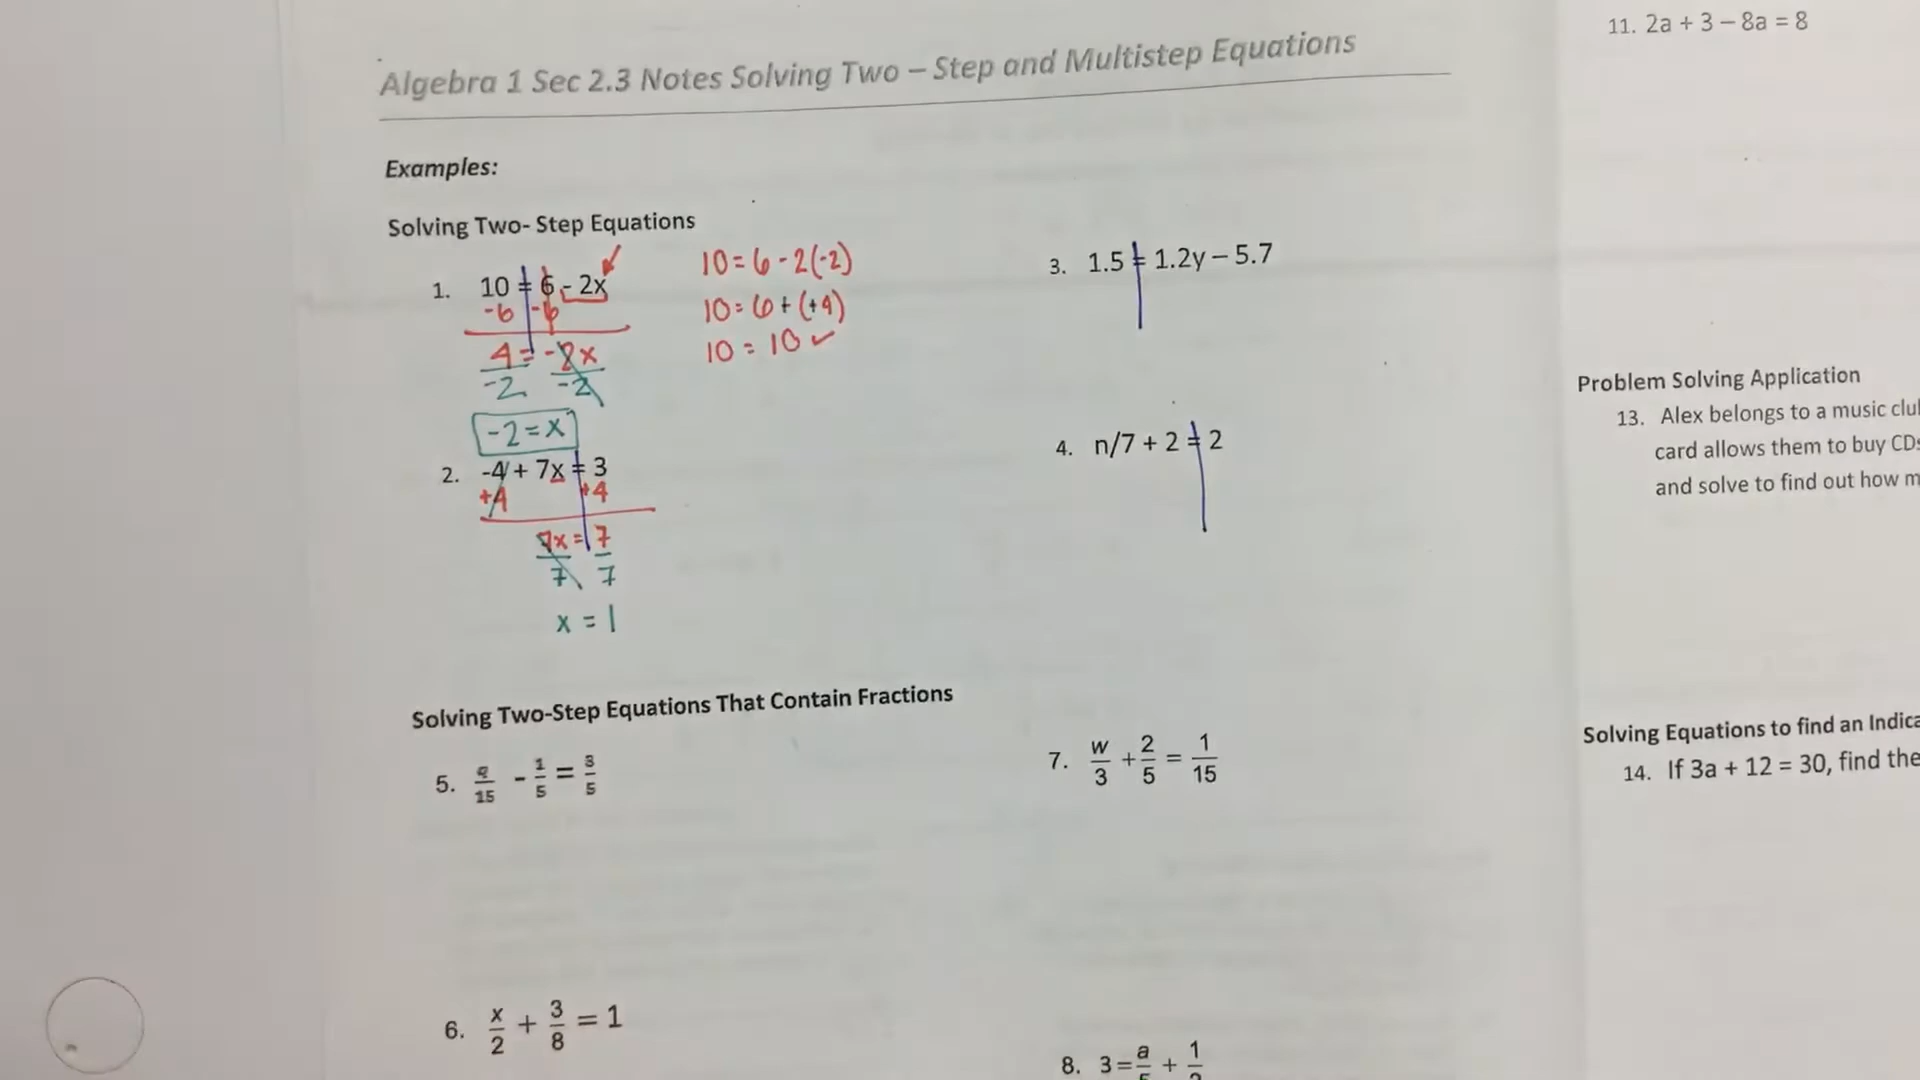 Algebra 1 Sec 2.3 Notes Solving Two – Step and Multistep Equations
Examples:
Solving Two- Step Equations
1. 10 = 6 - 2x
-6 -6
4 = -2x
-2 -2
-2 = x
10 = 6 - 2(-2)
10 = 6 + (+4)
10 = 10 ✓
2. -4 + 7x = 3
+4 +4
7x = 7
7 7
x = 1
3. 1.5 = 1.2y – 5.7
4. n/7 + 2 = 2
Solving Two-Step Equations That Contain Fractions
5. q/15 - 1/5 = 3/5
6. x/2 + 3/8 = 1
7. w/3 + 2/5 = 1/15
8. 3 = a/5 + 1/2
11. 2a + 3 – 8a = 8
Problem Solving Application
13. Alex belongs to a music clu
card allows them to buy CDs
and solve to find out how m
Solving Equations to find an Indica
14. If 3a + 12 = 30, find the